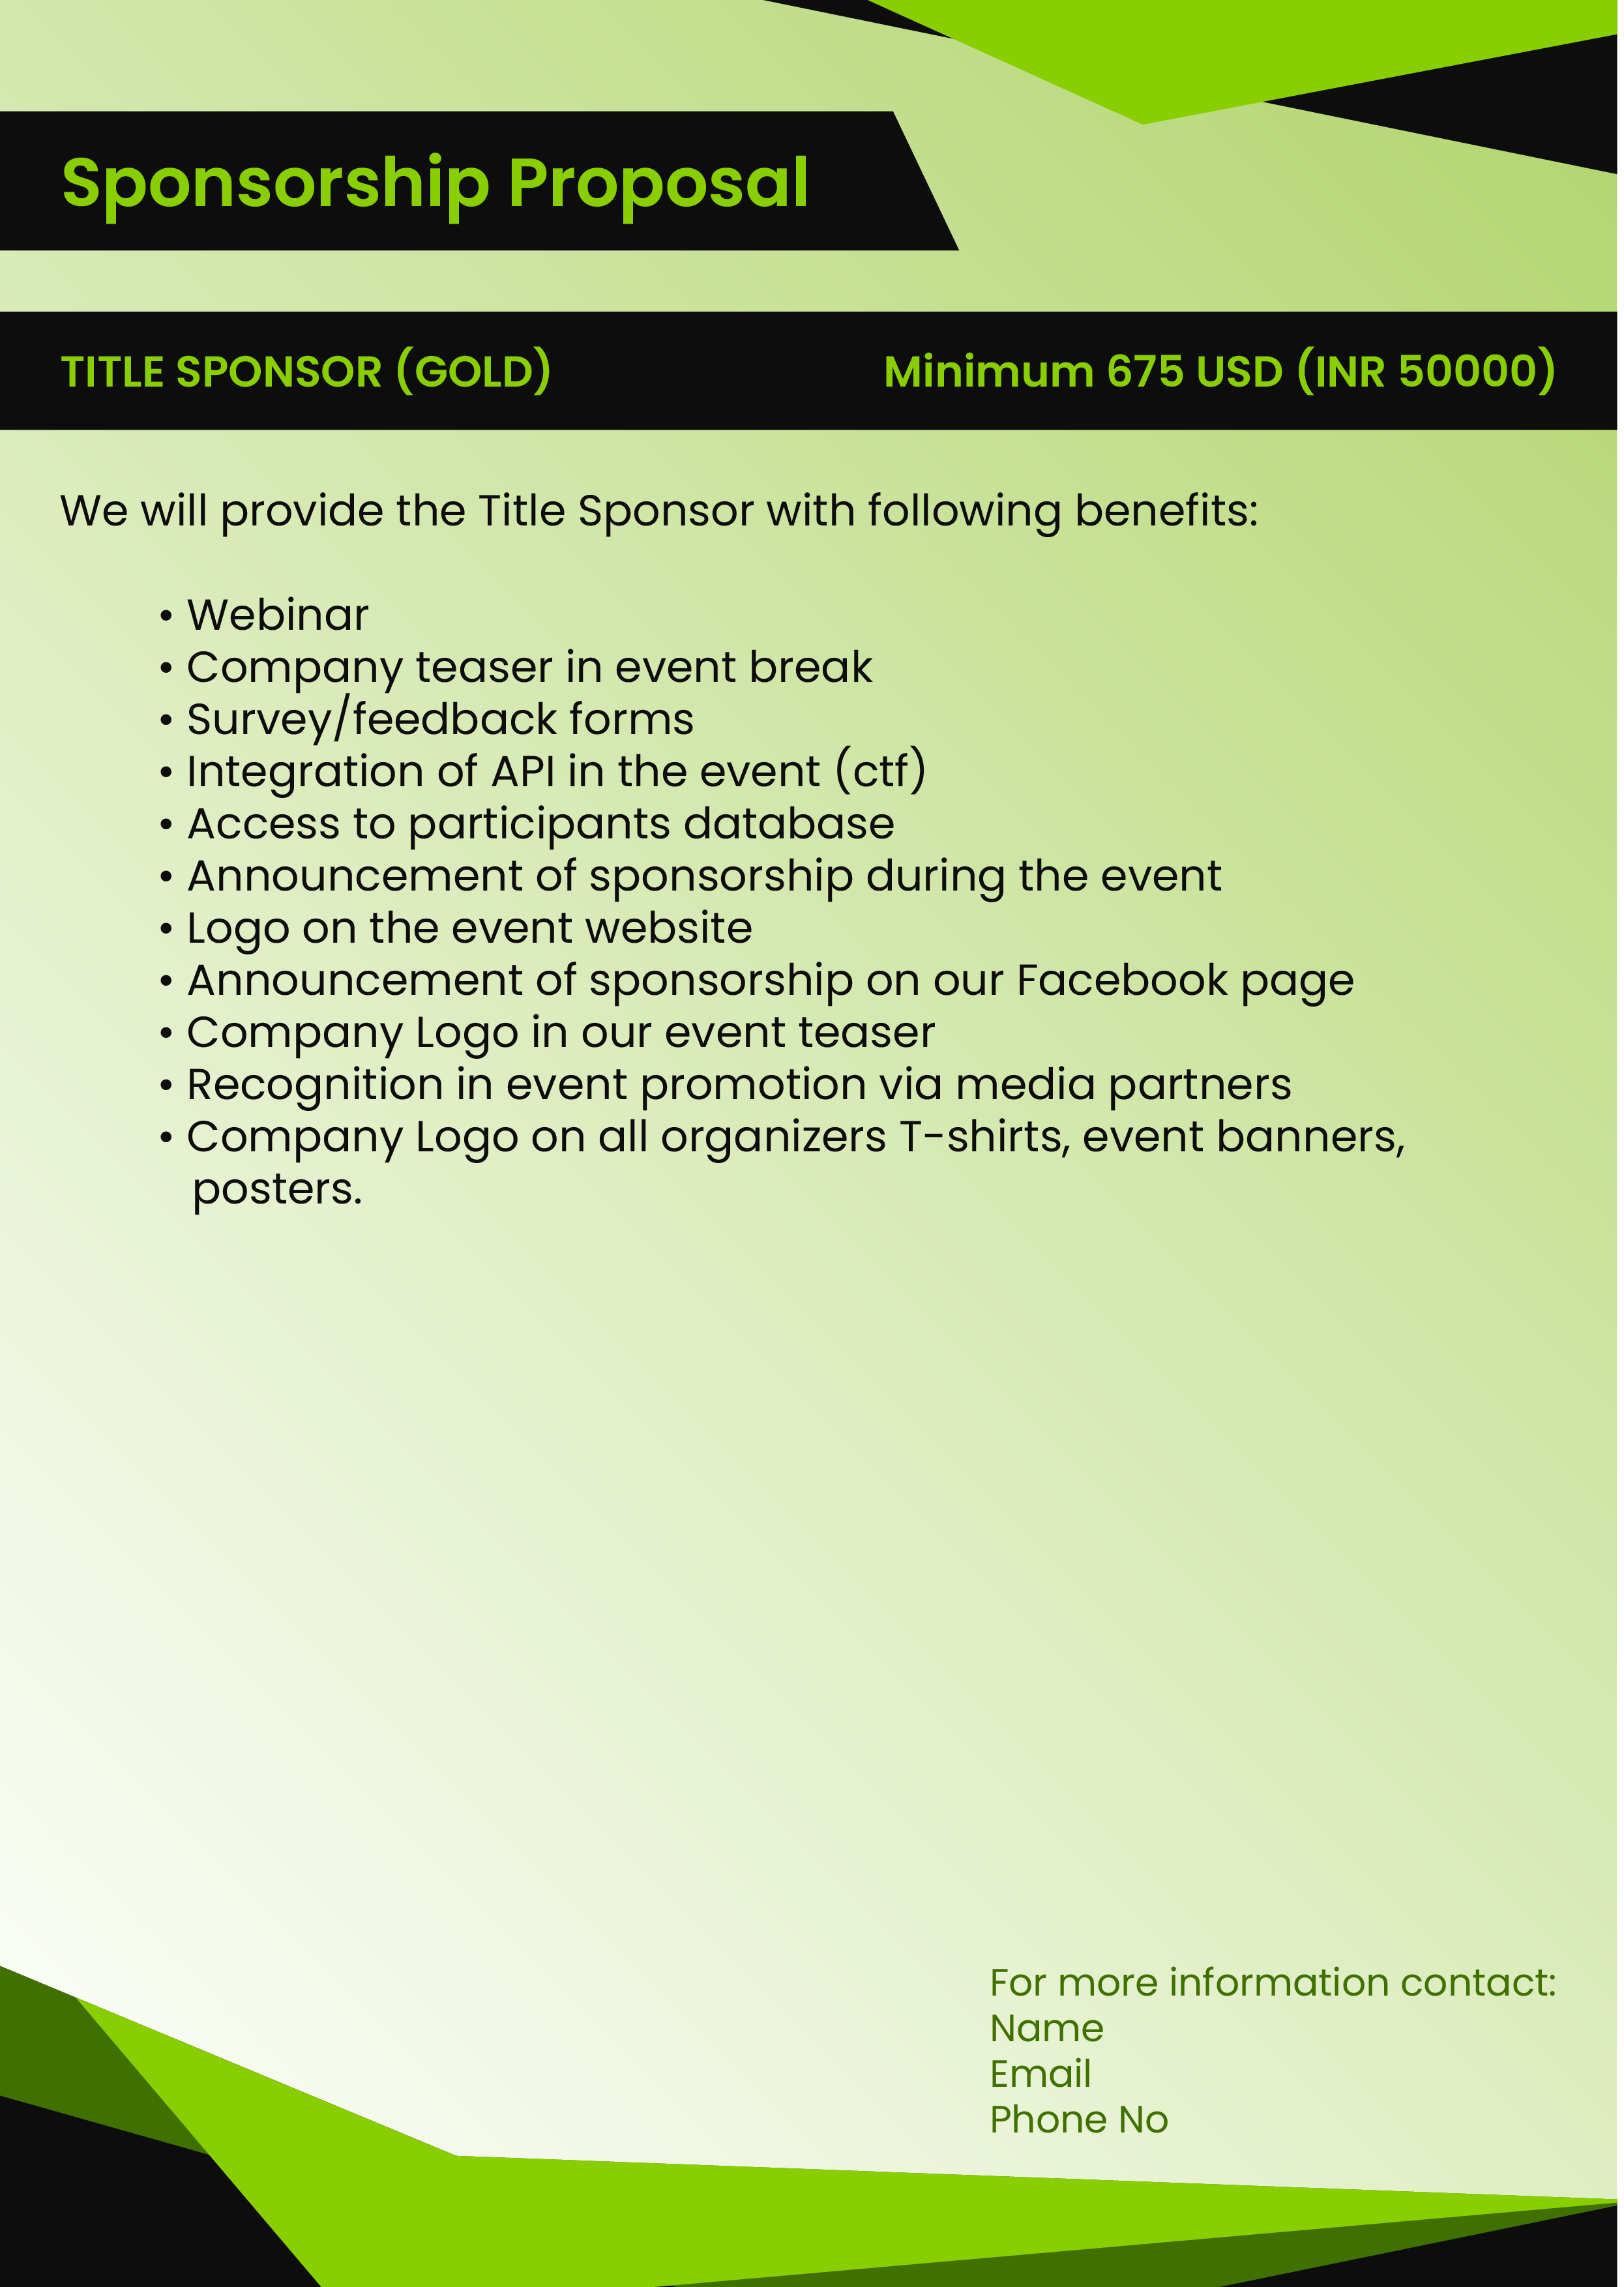 Sponsorship Proposal
TITLE SPONSOR (GOLD) Minimum 675 USD (INR 50000)
We will provide the Title Sponsor with following benefits:
• Webinar
• Company teaser in event break
• Survey/feedback forms
• Integration of API in the event (ctf)
• Access to participants database
• Announcement of sponsorship during the event
• Logo on the event website
• Announcement of sponsorship on our Facebook page
• Company Logo in our event teaser
• Recognition in event promotion via media partners
• Company Logo on all organizers T-shirts, event banners,
posters.
For more information contact:
Name
Email
Phone No